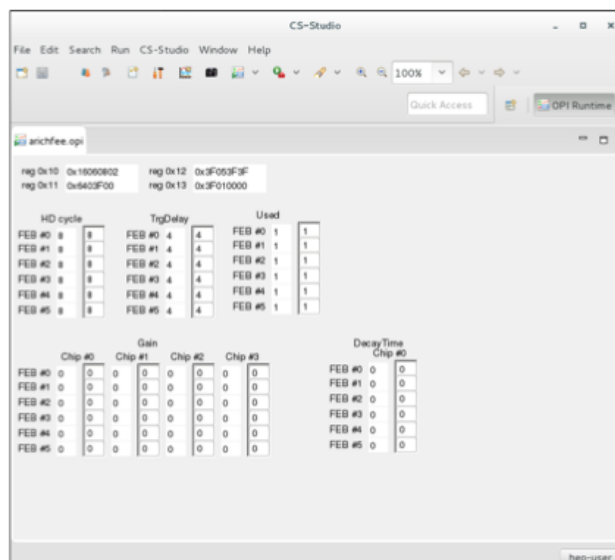 CS-Studio
File Edit Search Run CS-Studio Window Help
100%
Quick Access OPI Runtime
arichfee.opi
reg 0x10 0x16060802 reg 0x12 0x3F053F3F
reg 0x11 0x6403F00 reg 0x13 0x3F010000
HD cycle TrgDelay Used
FEB #0 8 8 FEB #0 4 4 FEB #0 1 1
FEB #1 8 8 FEB #1 4 4 FEB #1 1 1
FEB #2 8 8 FEB #2 4 4 FEB #2 1 1
FEB #3 8 8 FEB #3 4 4 FEB #3 1 1
FEB #4 8 8 FEB #4 4 4 FEB #4 1 1
FEB #5 8 8 FEB #5 4 4 FEB #5 1 1
Gain DecayTime
Chip #0 Chip #1 Chip #2 Chip #3 Chip #0
FEB #0 0 0 0 0 0 0 0 0 FEB #0 0 0
FEB #1 0 0 0 0 0 0 0 0 FEB #1 0 0
FEB #2 0 0 0 0 0 0 0 0 FEB #2 0 0
FEB #3 0 0 0 0 0 0 0 0 FEB #3 0 0
FEB #4 0 0 0 0 0 0 0 0 FEB #4 0 0
FEB #5 0 0 0 0 0 0 0 0 FEB #5 0 0
hep-user